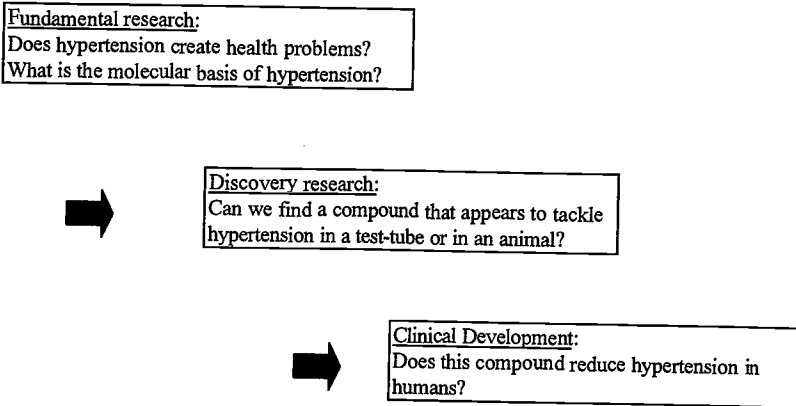 Fundamental research:
Does hypertension create health problems?
What is the molecular basis of hypertension?
Discovery research:
Can we find a compound that appears to tackle
hypertension in a test-tube or in an animal?
Clinical Development:
Does this compound reduce hypertension in
humans?